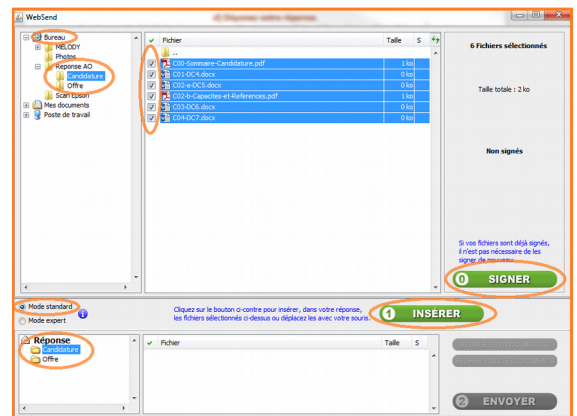 WebSend
d) Déposez votre réponse.
Bureau
MELODY
Photos
Reponse AO
Candidature
Offre
Scan Epson
Mes documents
Poste de travail
Fichier Taille S
..
C00-Sommaire-Candidature.pdf 1 ko
C01-DC4.docx 0 ko
C02-a-DC5.docx 0 ko
C02-b-Capacites-et-References.pdf 1 ko
C03-DC6.docx 0 ko
C04-DC7.docx 0 ko
6 Fichiers sélectionnés
Taille totale : 2 ko
Non signés
Si vos fichiers sont déjà signés,
il n'est pas nécessaire de les
signer de nouveau.
0 SIGNER
Mode standard
Mode expert
Cliquez sur le bouton ci-contre pour insérer, dans votre réponse,
les fichiers sélectionnés ci-dessus ou déplacez les avec votre souris.
1 INSÉRER
Réponse
Candidature
Offre
Fichier Taille S
2 ENVOYER